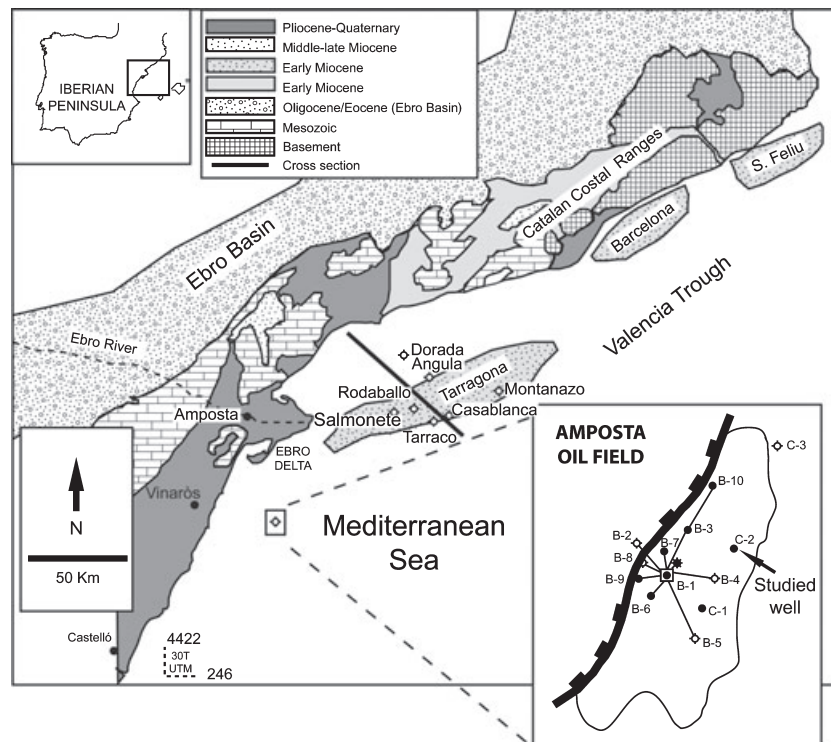 IBERIAN
PENINSULA
Pliocene-Quaternary
Middle-late Miocene
Early Miocene
Early Miocene
Oligocene/Eocene (Ebro Basin)
Mesozoic
Basement
Cross section
Catalan Costal Ranges
S. Feliu
Barcelona
Ebro Basin
Valencia Trough
Ebro River
Dorada
Angula
Tarragona
Rodaballo
Montanazo
Amposta
Salmonete
Casablanca
Tarraco
EBRO
DELTA
N
50 Km
Vinaròs
Mediterranean
Sea
Castelló
4422
30T
UTM
246
AMPOSTA
OIL FIELD
C-3
B-10
B-3
B-2
B-7
C-2
B-8
B-9
B-1
B-4
Studied
well
B-6
C-1
B-5